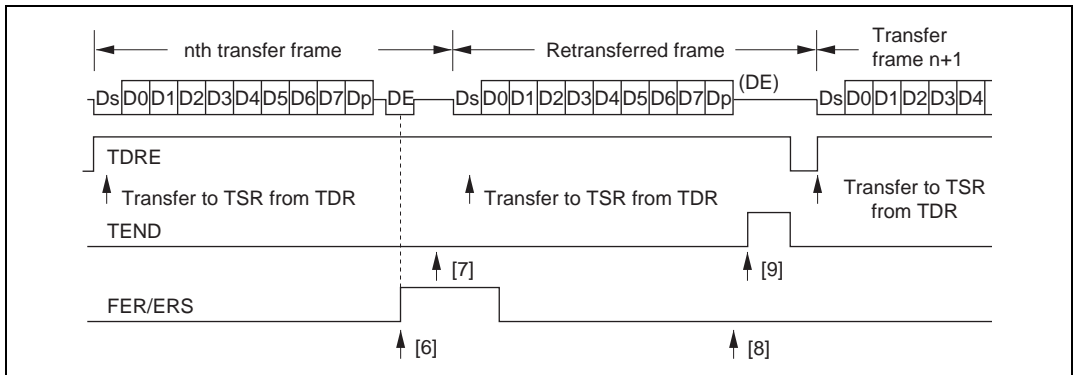 nth transfer frame Retransferred frame Transfer
frame n+1
Ds D0 D1 D2 D3 D4 D5 D6 D7 Dp DE Ds D0 D1 D2 D3 D4 D5 D6 D7 Dp (DE) Ds D0 D1 D2 D3 D4
TDRE
Transfer to TSR from TDR Transfer to TSR from TDR Transfer to TSR
from TDR
TEND
[7] [9]
FER/ERS
[6] [8]